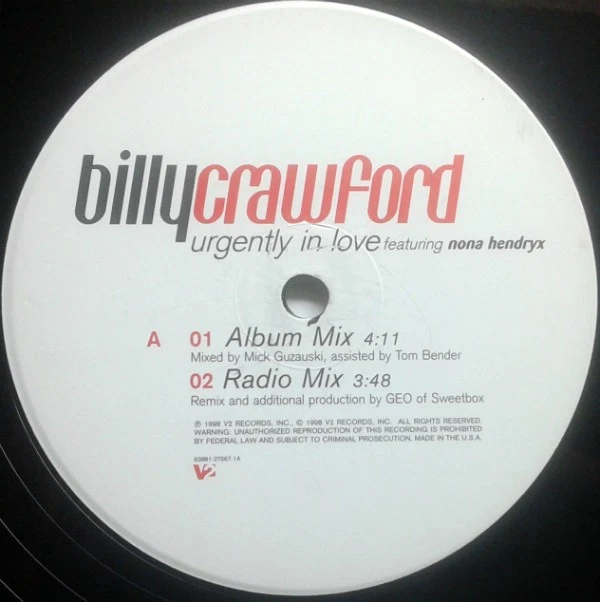 billycrawford
urgently in love featuring nona hendryx
A 01 Album Mix 4:11
Mixed by Mick Guzauski, assisted by Tom Bender
02 Radio Mix 3:48
Remix and additional production by GEO of Sweetbox
℗ 1998 V2 RECORDS, INC., © 1998 V2 RECORDS, INC. ALL RIGHTS RESERVED.
WARNING: UNAUTHORIZED REPRODUCTION OF THIS RECORDING IS PROHIBITED
BY FEDERAL LAW AND SUBJECT TO CRIMINAL PROSECUTION. MADE IN THE U.S.A.
63881-27567-1A
V2